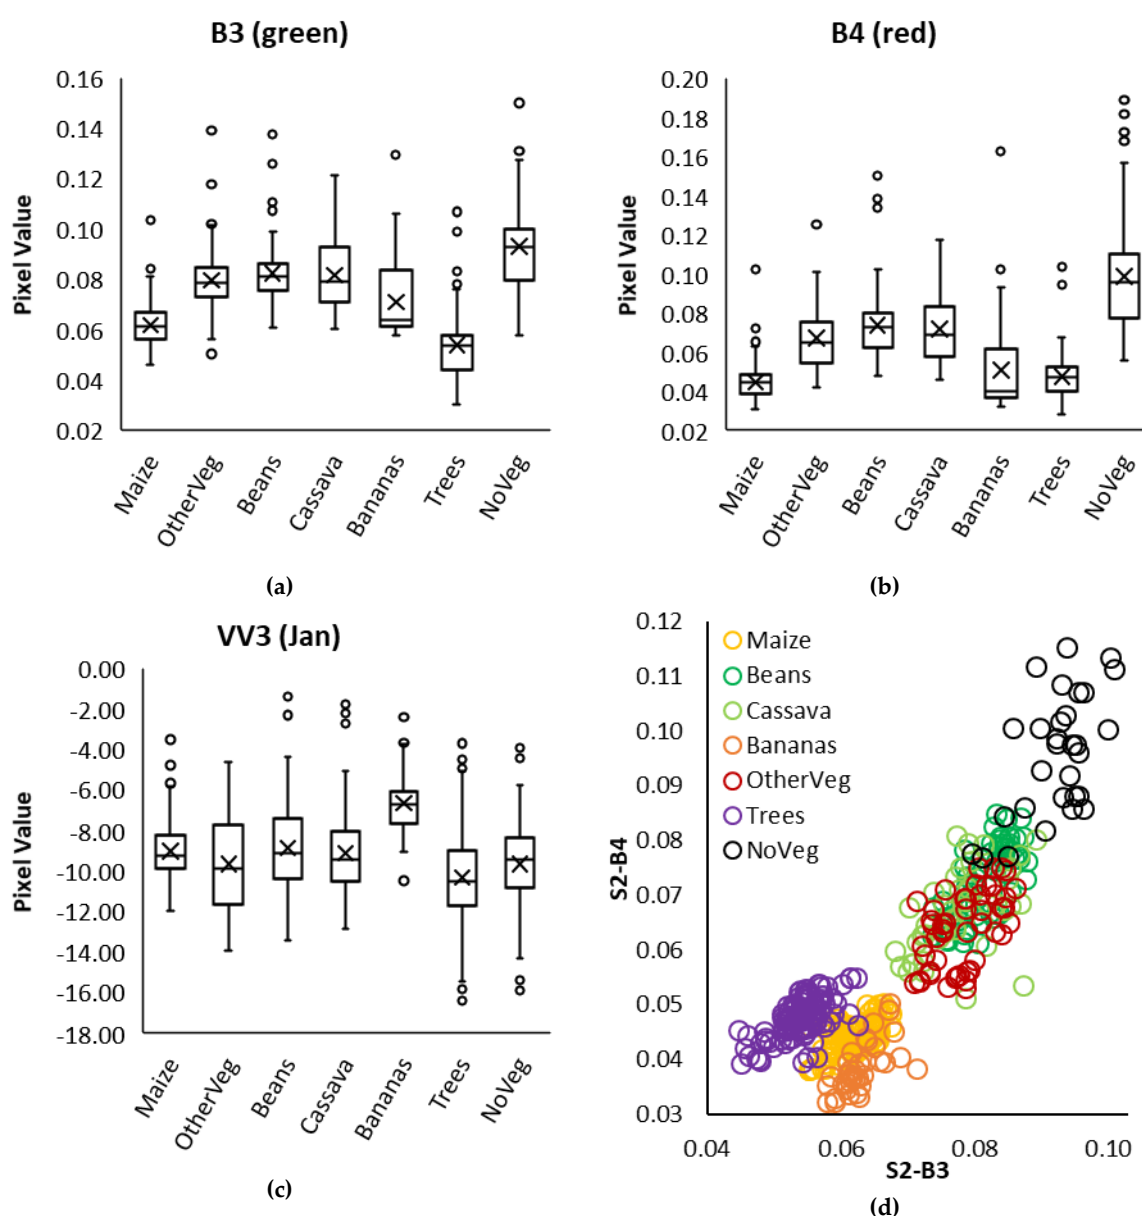 B3 (green)
0.16
0.14
0.12
0.10
0.08
0.06
0.04
0.02
Pixel Value
Maize
OtherVeg
Beans
Cassava
Bananas
Trees
NoVeg
(a)
B4 (red)
0.20
0.18
0.16
0.14
0.12
0.10
0.08
0.06
0.04
0.02
Pixel Value
Maize
OtherVeg
Beans
Cassava
Bananas
Trees
NoVeg
(b)
VV3 (Jan)
0.00
-2.00
-4.00
-6.00
-8.00
-10.00
-12.00
-14.00
-16.00
-18.00
Pixel Value
Maize
OtherVeg
Beans
Cassava
Bananas
Trees
NoVeg
(c)
0.12
0.11
0.10
0.09
0.08
0.07
0.06
0.05
0.04
0.03
S2-B4
Maize
Beans
Cassava
Bananas
OtherVeg
Trees
NoVeg
0.04
0.06
0.08
0.10
S2-B3
(d)